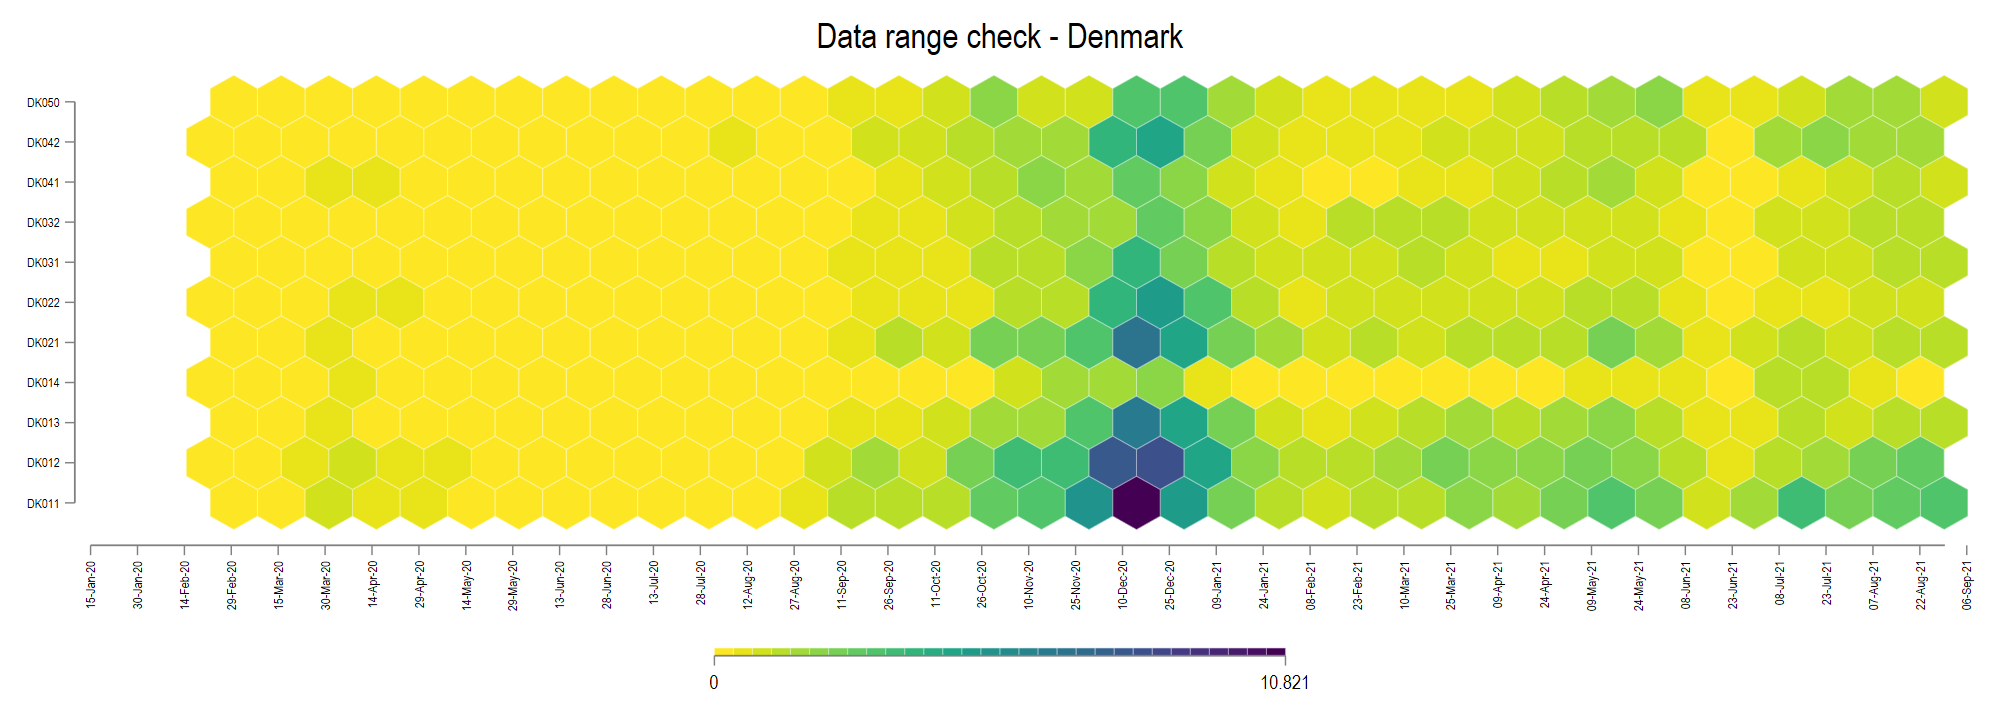 Data range check - Denmark
DK050
DK042
DK041
DK032
DK031
DK022
DK021
DK014
DK013
DK012
DK011
15-Jan-20
30-Jan-20
14-Feb-20
29-Feb-20
15-Mar-20
30-Mar-20
14-Apr-20
29-Apr-20
14-May-20
29-May-20
13-Jun-20
28-Jun-20
13-Jul-20
28-Jul-20
12-Aug-20
27-Aug-20
11-Sep-20
26-Sep-20
11-Oct-20
26-Oct-20
10-Nov-20
25-Nov-20
10-Dec-20
25-Dec-20
09-Jan-21
24-Jan-21
08-Feb-21
23-Feb-21
10-Mar-21
25-Mar-21
09-Apr-21
24-Apr-21
09-May-21
24-May-21
08-Jun-21
23-Jun-21
08-Jul-21
23-Jul-21
07-Aug-21
22-Aug-21
06-Sep-21
0
10.821